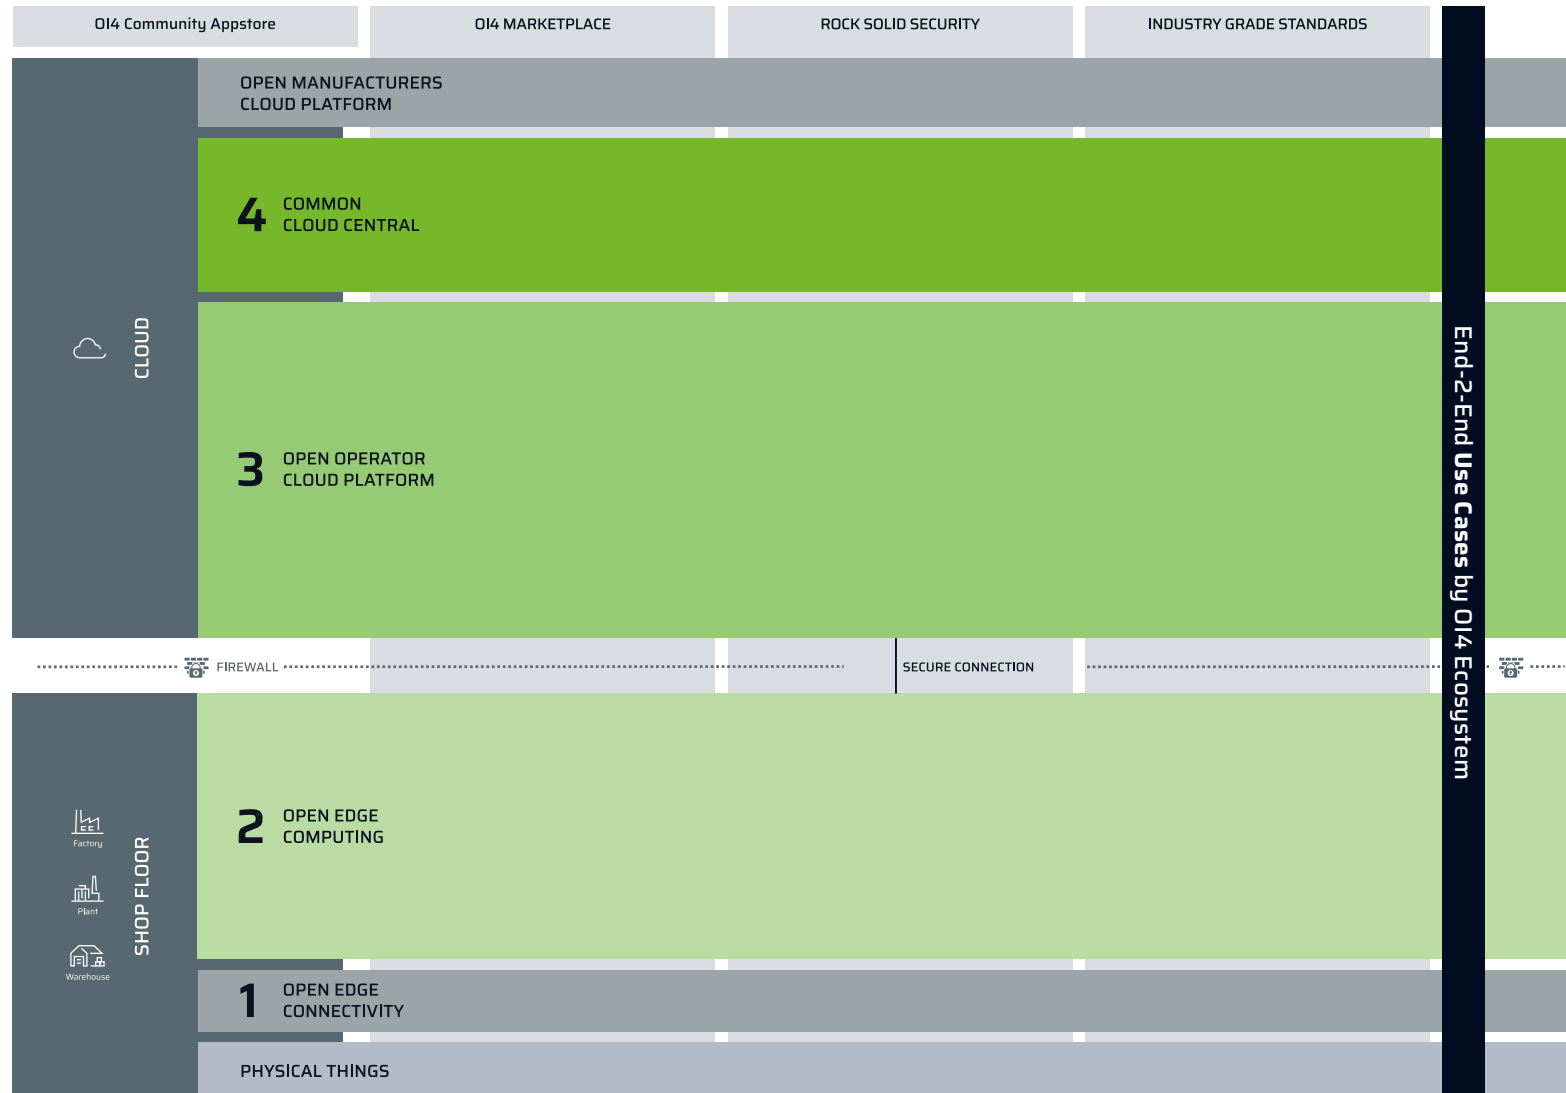 OI4 Community Appstore
OI4 MARKETPLACE
ROCK SOLID SECURITY
INDUSTRY GRADE STANDARDS
OPEN MANUFACTURERS
CLOUD PLATFORM
4
COMMON
CLOUD CENTRAL
CLOUD
3
OPEN OPERATOR
CLOUD PLATFORM
End-2-End Use Cases by OI4 Ecosystem
FIREWALL
SECURE CONNECTION
2
OPEN EDGE
COMPUTING
Factory
Plant
Warehouse
SHOP FLOOR
1
OPEN EDGE
CONNECTIVITY
PHYSICAL THINGS